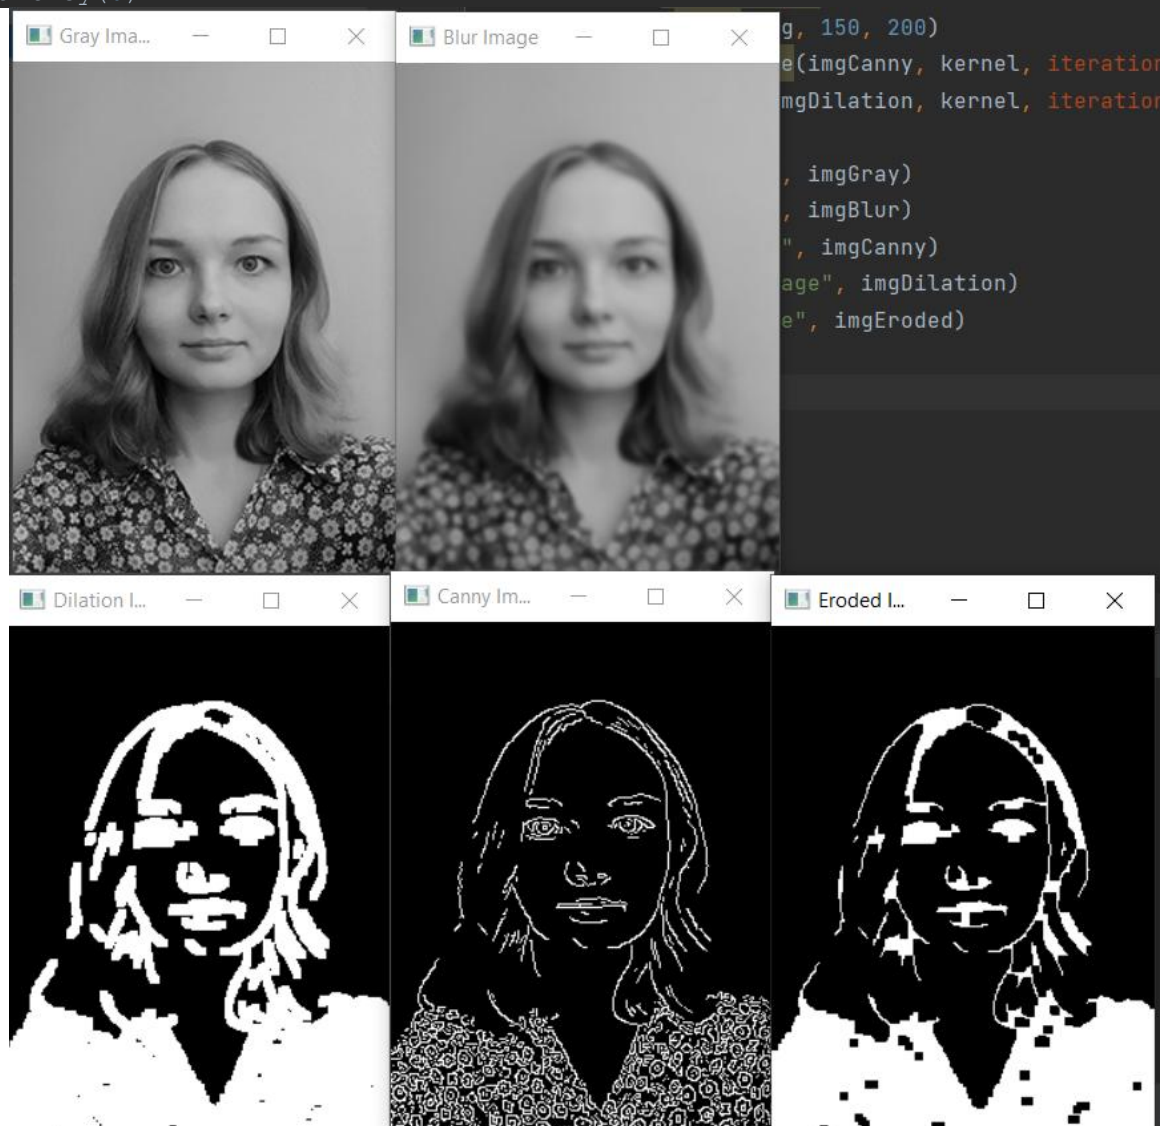 Gray Ima...
Blur Image
g, 150, 200)
e(imgCanny, kernel, iteration
mgDilation, kernel, iteration
, imgGray)
, imgBlur)
", imgCanny)
age", imgDilation)
e", imgEroded)
Dilation I...
Canny Im...
Eroded I...